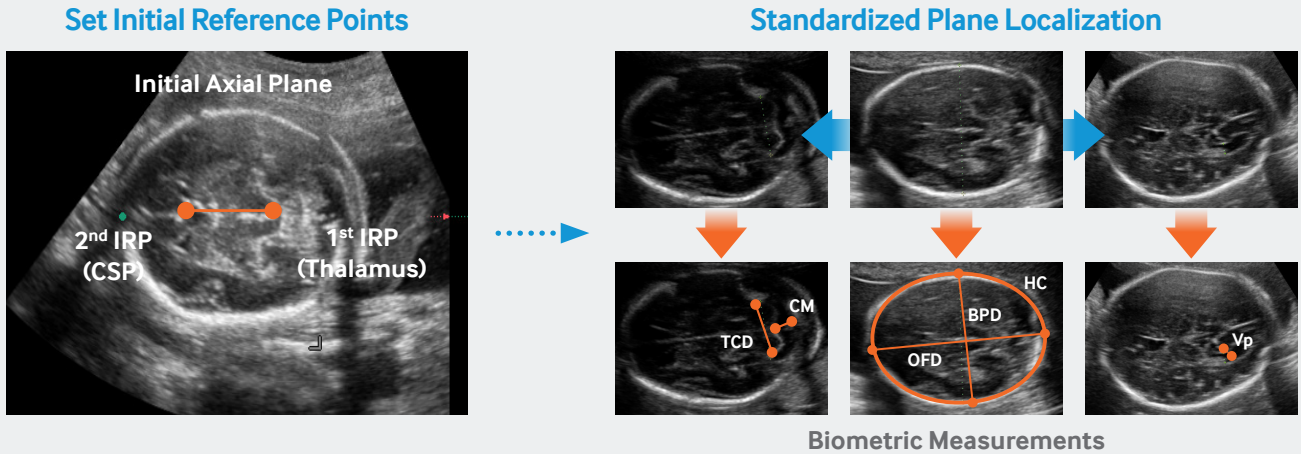 Set Initial Reference Points
Initial Axial Plane
2nd IRP
(CSP)
1st IRP
(Thalamus)
Standardized Plane Localization
TCD
CM
HC
BPD
OFD
Vp
Biometric Measurements